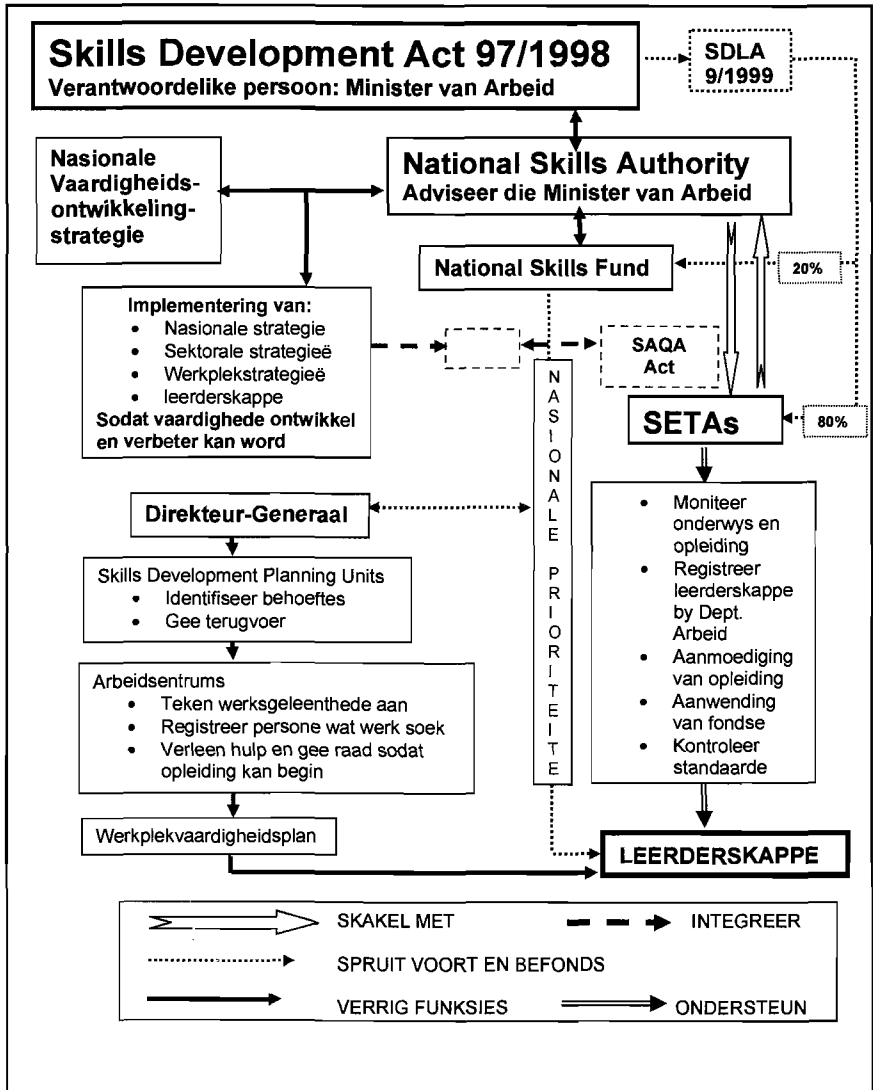 Skills Development Act 97/1998
Verantwoordelike persoon: Minister van Arbeid
SDLA
9/1999
Nasionale
Vaardigheids-
ontwikkeling-
strategie
National Skills Authority
Adviseer die Minister van Arbeid
National Skills Fund
20%
Implementering van:
• Nasionale strategie
• Sektorale strategieë
• Werkplekstrategieë
• leerderskappe
Sodat vaardighede ontwikkel
en verbeter kan word
SAQA
Act
SETAs
80%
N
A
S
I
O
N
A
L
E
P
R
I
O
R
I
T
E
I
T
E
Direkteur-Generaal
Skills Development Planning Units
• Identifiseer behoeftes
• Gee terugvoer
Arbeidsentrums
• Teken werksgeleenthede aan
• Registreer persone wat werk soek
• Verleen hulp en gee raad sodat
opleiding kan begin
Werkplekvaardigheidsplan
• Moniteer
onderwys en
opleiding
• Registreer
leerderskappe
by Dept.
Arbeid
• Aanmoediging
van opleiding
• Aanwending
van fondse
• Kontroleer
standaarde
LEERDERSKAPPE
SKAKEL MET
INTEGREER
SPRUIT VOORT EN BEFONDS
VERRIG FUNKSIES
ONDERSTEUN